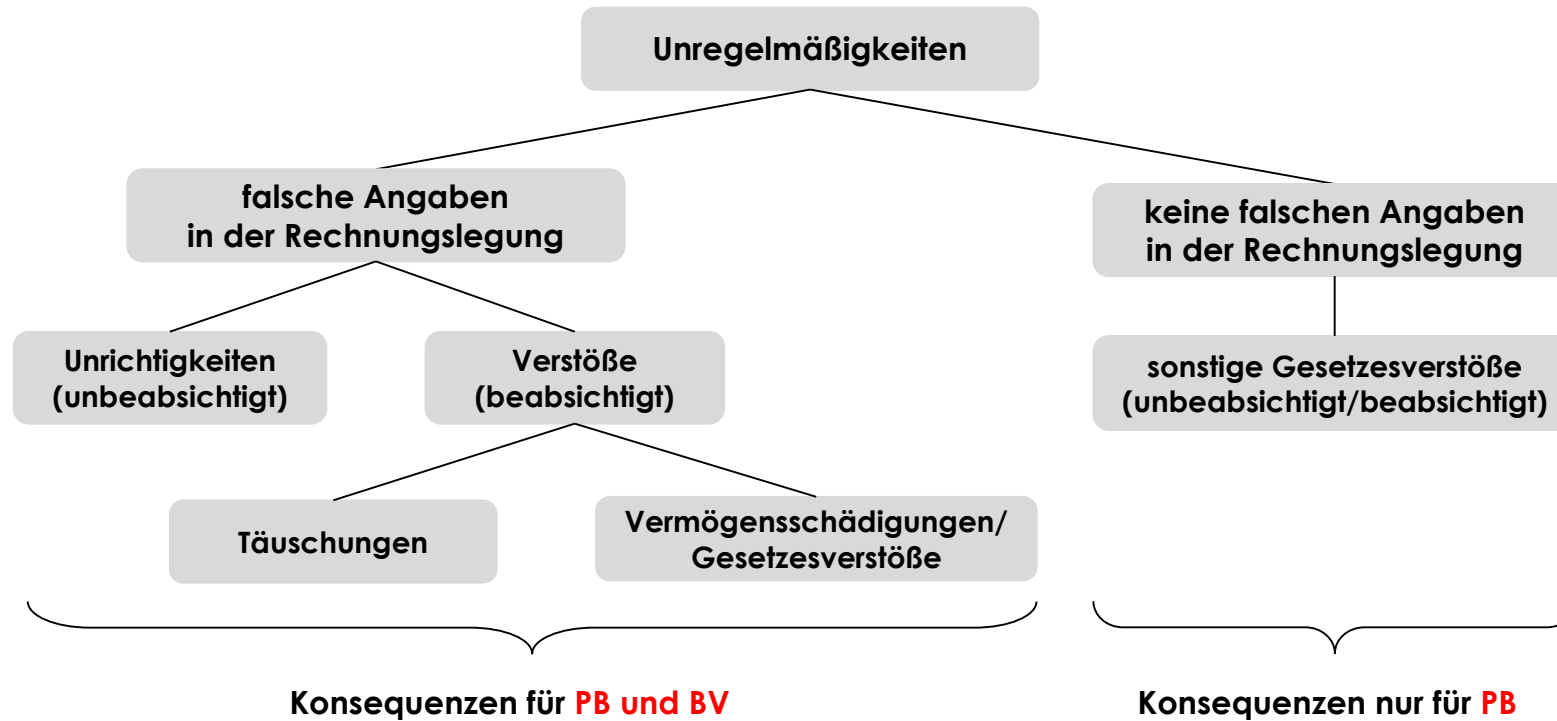 Unregelmäßigkeiten
falsche Angaben
in der Rechnungslegung
keine falschen Angaben
in der Rechnungslegung
Unrichtigkeiten
(unbeabsichtigt)
Verstöße
(beabsichtigt)
sonstige Gesetzesverstöße
(unbeabsichtigt/beabsichtigt)
Täuschungen
Vermögensschädigungen/
Gesetzesverstöße
Konsequenzen für PB und BV
Konsequenzen nur für PB